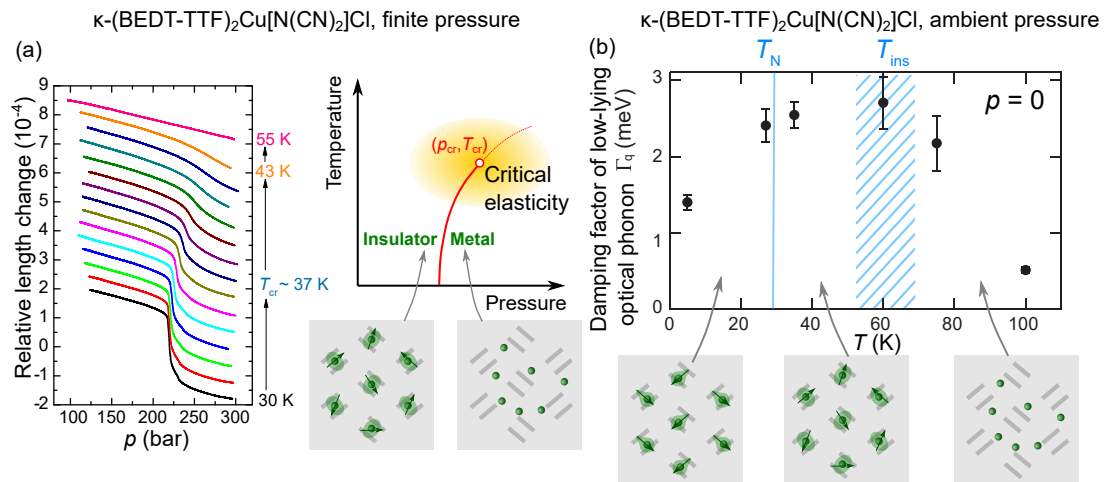 κ-(BEDT-TTF)2Cu[N(CN)2]Cl, finite pressure
(a)
Relative length change (10-4)
9
8
7
6
5
4
3
2
1
0
-1
-2
100 150 200 250 300
p (bar)
55 K
43 K
Tcr~ 37 K
30 K
Temperature
(pcr,Tcr)
Critical
elasticity
Insulator Metal
Pressure
κ-(BEDT-TTF)2Cu[N(CN)2]Cl, ambient pressure
(b)
TN Tins
Damping factor of low-lying
optical phonon Γq (meV)
3
2
1
0
p = 0
0 20 40 60 80 100
T (K)